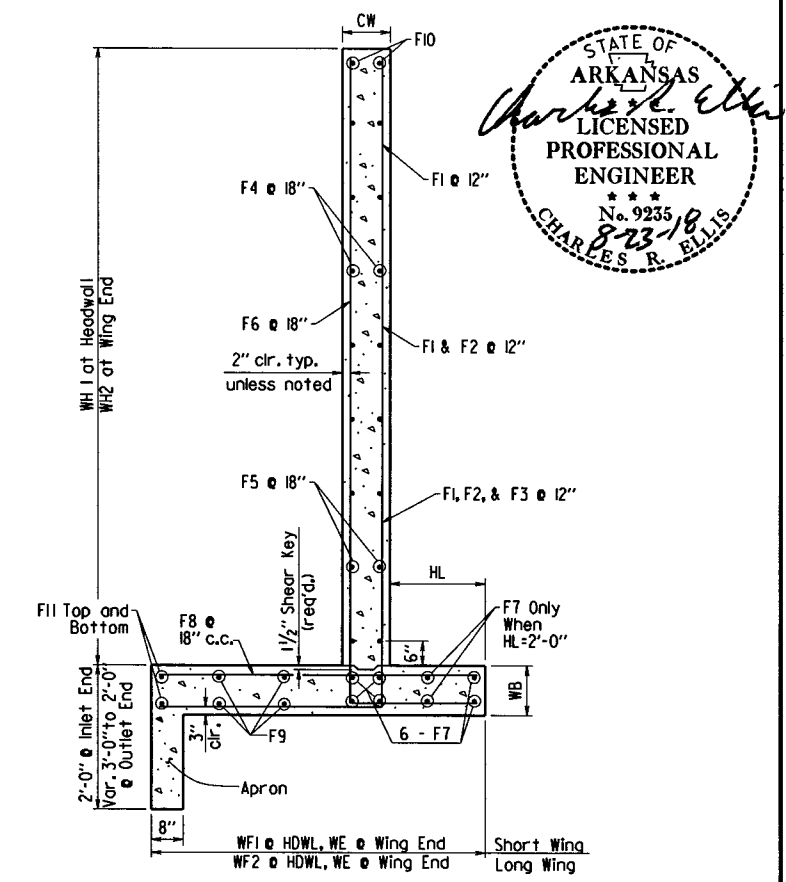 CW
F10
STATE OF
ARKANSAS
Charles R. Ellis
★ ★ ★
LICENSED
PROFESSIONAL
ENGINEER
★ ★ ★
No. 9235
8-23-18
CHARLES R. ELLIS
F1 @ 12"
F4 @ 18"
WH1 at Headwall
WH2 at Wing End
F6 @ 18"
F1 & F2 @ 12"
2" clr. typ.
unless noted
F5 @ 18"
F1, F2, & F3 @ 12"
1 1/2" Shear Key
(req'd.)
HL
F11 Top and
Bottom
F8 @
18" c.c.
F7 Only
When
HL=2'-0"
6"
WB
2'-0" @ Inlet End
Var. 3'-0" to 2'-0"
@ Outlet End
3"
clr.
F9
6 - F7
Apron
8"
WF1 @ HDWL, WE @ Wing End
Short Wing
WF2 @ HDWL, WE @ Wing End
Long Wing